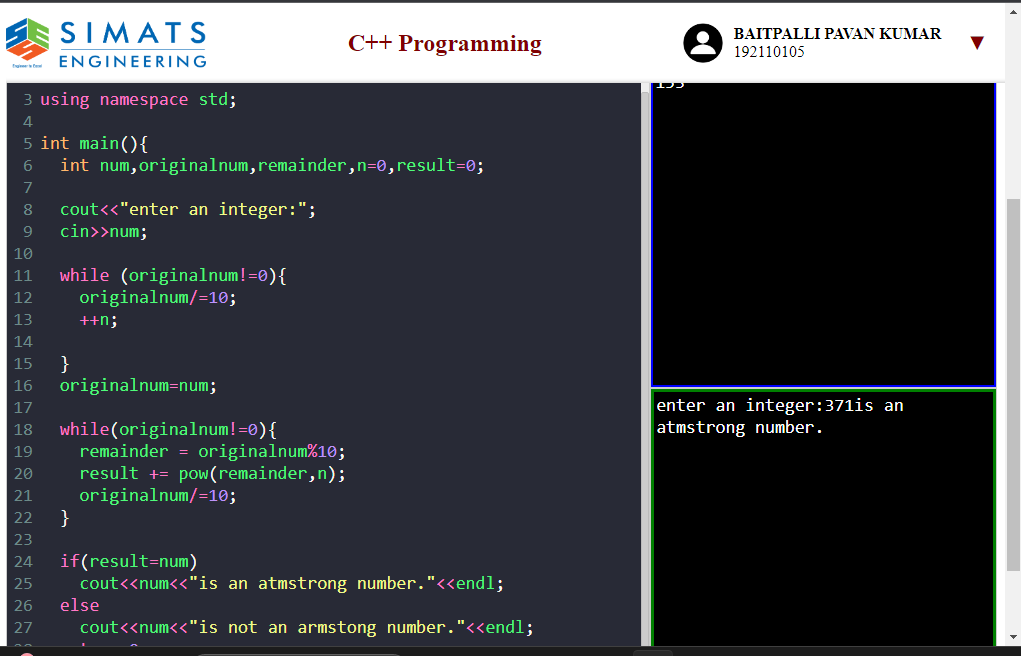 SIMATS
ENGINEERING
Engineer to Excel
C++ Programming
BAITPALLI PAVAN KUMAR
192110105
3 using namespace std;
4
5 int main(){
6 int num,originalnum,remainder,n=0,result=0;
7
8 cout<<"enter an integer:";
9 cin>>num;
10
11 while (originalnum!=0){
12 originalnum/=10;
13 ++n;
14
15 }
16 originalnum=num;
17
18 while(originalnum!=0){
19 remainder = originalnum%10;
20 result += pow(remainder,n);
21 originalnum/=10;
22 }
23
24 if(result=num)
25 cout<<num<<"is an atmstrong number."<<endl;
26 else
27 cout<<num<<"is not an armstong number."<<endl;
enter an integer:371is an
atmstrong number.